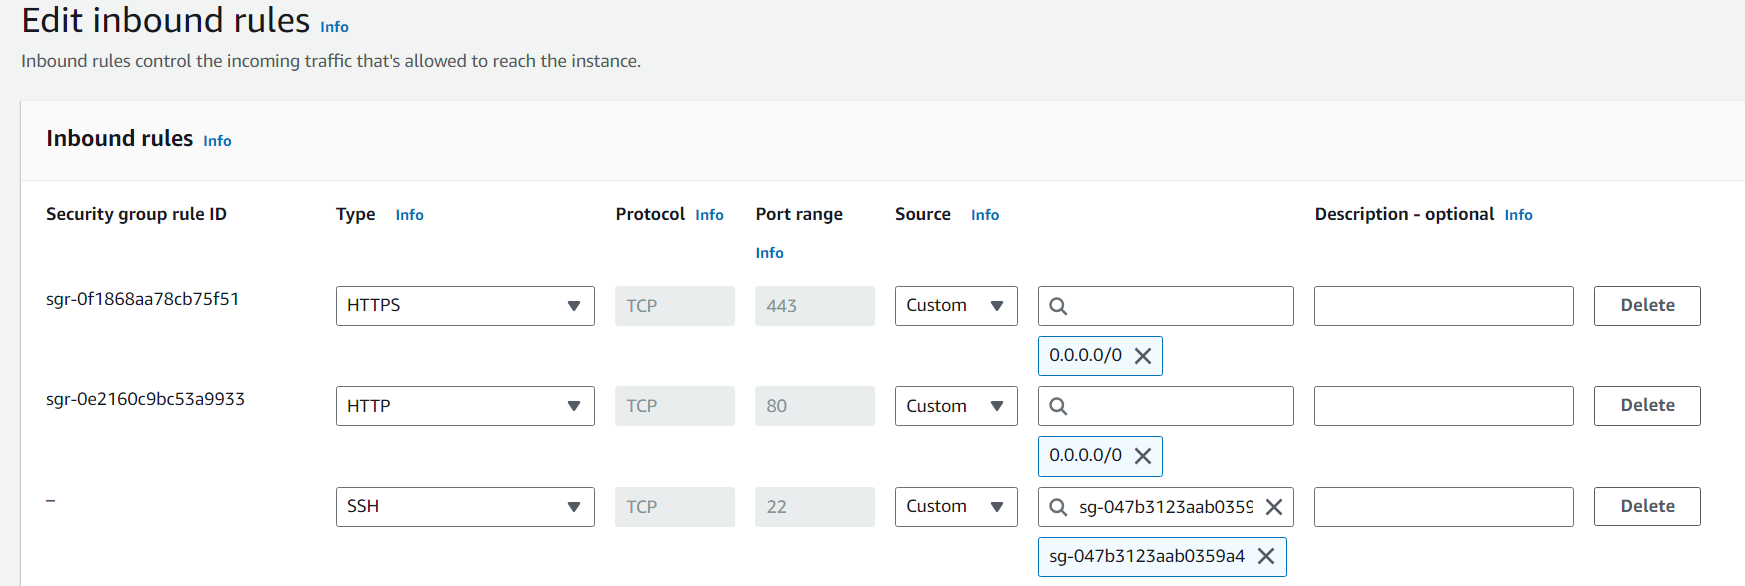 Edit inbound rules Info
Inbound rules control the incoming traffic that's allowed to reach the instance.
Inbound rules Info
Security group rule ID Type Info Protocol Info Port range Info Source Info Description - optional Info
sgr-0f1868aa78cb75f51 HTTPS TCP 443 Custom Delete
0.0.0.0/0
sgr-0e2160c9bc53a9933 HTTP TCP 80 Custom Delete
0.0.0.0/0
– SSH TCP 22 Custom sg-047b3123aab0359 Delete
sg-047b3123aab0359a4